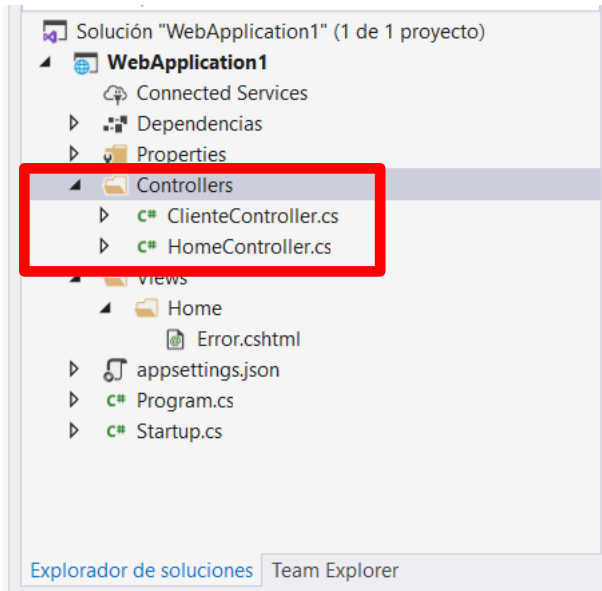 Solución "WebApplication1" (1 de 1 proyecto)
WebApplication1
Connected Services
Dependencias
Properties
Controllers
C# ClienteController.cs
C# HomeController.cs
Views
Home
Error.cshtml
appsettings.json
C# Program.cs
C# Startup.cs
Explorador de soluciones Team Explorer